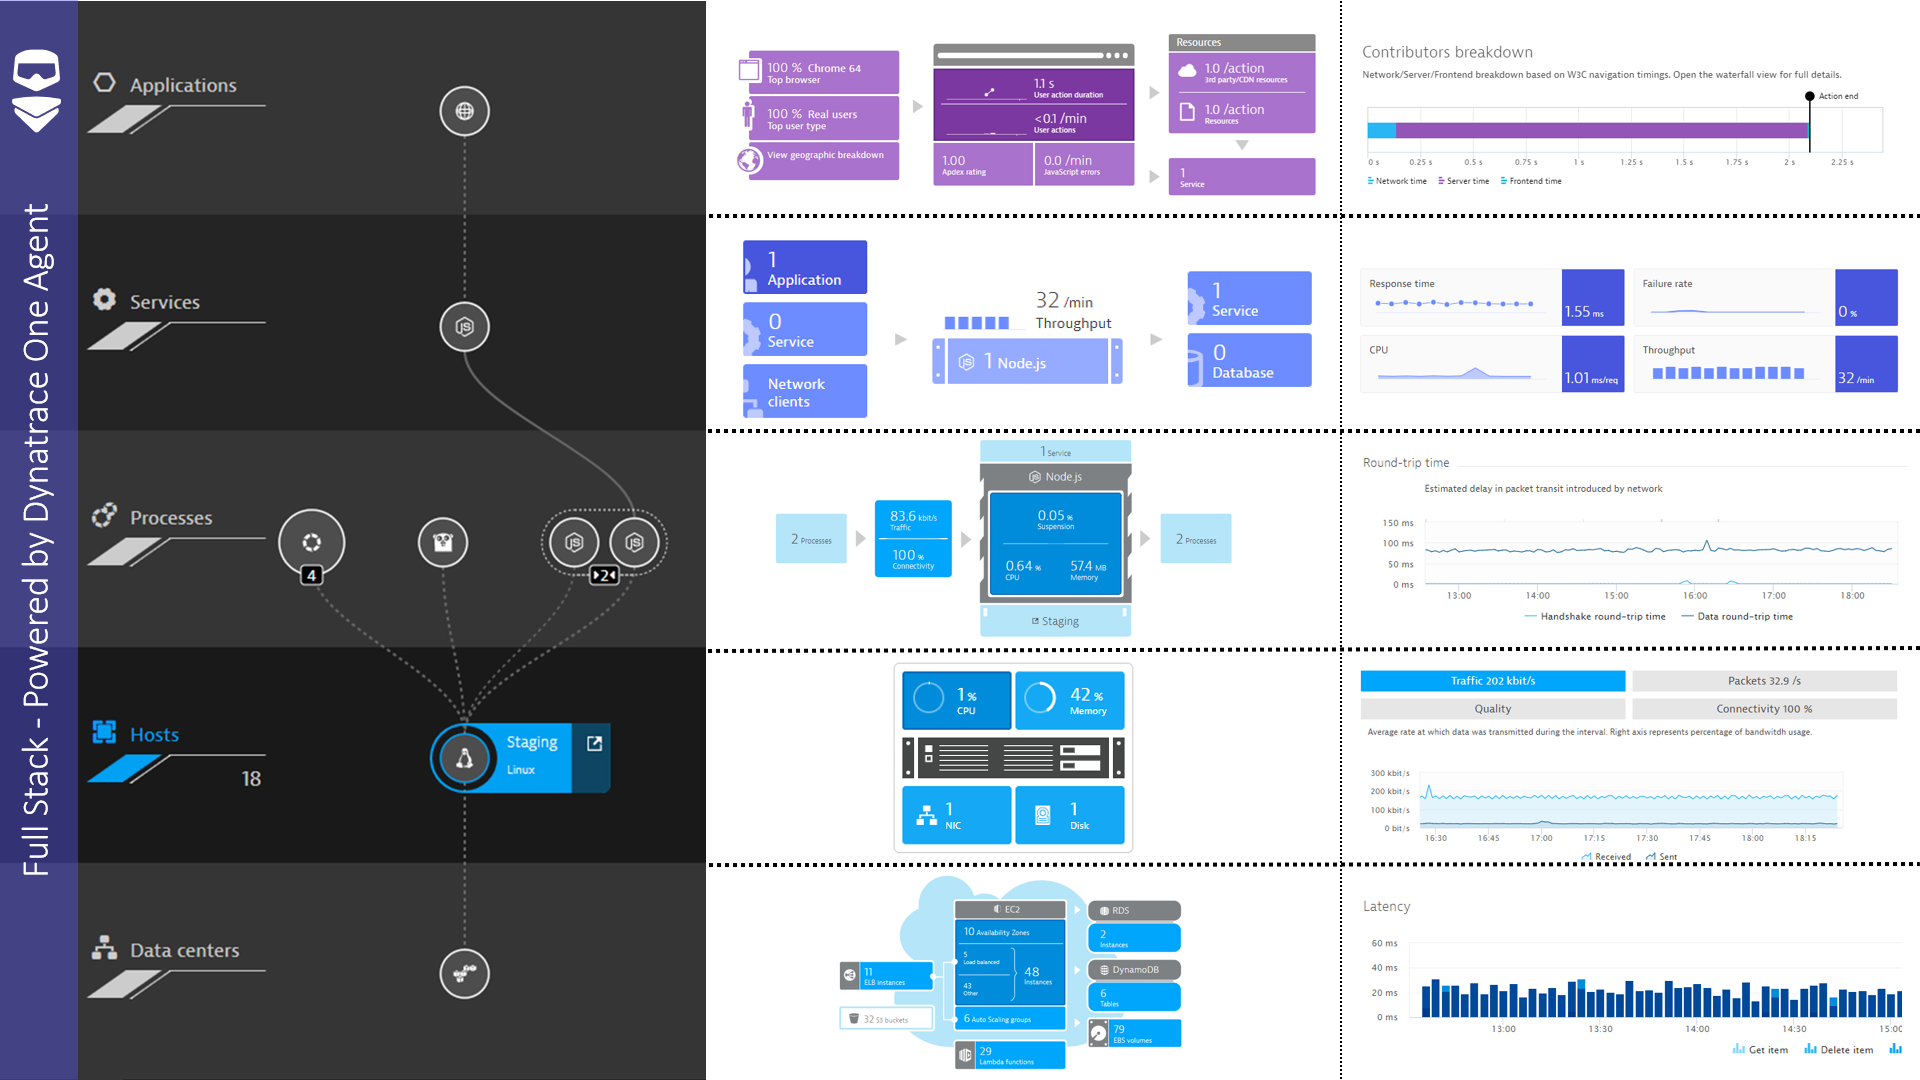 Full Stack - Powered by Dynatrace One Agent
Applications
Services
Processes
4
2
Hosts
18
Staging
Linux
Data centers
100 % Chrome 64
Top browser
100 % Real users
Top user type
View geographic breakdown
1.1 s
User action duration
<0.1 /min
User actions
1.00
Apdex rating
0.0 /min
JavaScript errors
Resources
1.0 /action
3rd party/CDN resources
1.0 /action
Resources
1
Service
Contributors breakdown
Network/Server/Frontend breakdown based on W3C navigation timings. Open the waterfall view for full details.
Action end
0 s 0.25 s 0.5 s 0.75 s 1 s 1.25 s 1.5 s 1.75 s 2 s 2.25 s
Network time Server time Frontend time
1
Application
0
Service
Network
clients
32 /min
Throughput
JS 1 Node.js
1
Service
0
Database
Response time
1.55 ms
Failure rate
0 %
CPU
1.01 ms/req
Throughput
32 /min
2 Processes
83.6 kbit/s
Traffic
100 %
Connectivity
1 Service
Node.js
0.05 %
Suspension
0.64 %
CPU
57.4 MB
Memory
Staging
2 Processes
Round-trip time
Estimated delay in packet transit introduced by network
150 ms
100 ms
50 ms
0 ms
13:00 14:00 15:00 16:00 17:00 18:00
Handshake round-trip time Data round-trip time
1 %
CPU
42 %
Memory
1
NIC
1
Disk
Traffic 202 kbit/s
Packets 32.9 /s
Quality
Connectivity 100 %
Average rate at which data was transmitted during the interval. Right axis represents percentage of bandwitdh usage.
300 kbit/s
200 kbit/s
100 kbit/s
0 bit/s
16:30 16:45 17:00 17:15 17:30 17:45 18:00 18:15
Received Sent
11
ELB instances
32 S3 buckets
EC2
10 Availability Zones
5
Load balanced
43
Other
48
Instances
6 Auto Scaling groups
29
Lambda functions
RDS
2
Instances
DynamoDB
6
Tables
79
EBS volumes
Latency
60 ms
40 ms
20 ms
0 ms
13:00 13:30 14:00 14:30 15:00
Get item Delete item